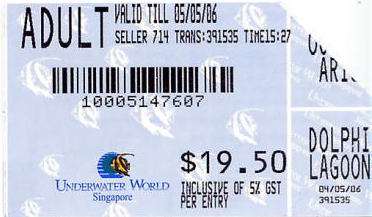 ADULT
VALID TILL 05/05/06
SELLER 714 TRANS:391535 TIME15:27
10005147607
UNDERWATER WORLD
Singapore
$19.50
INCLUSIVE OF 5% GST
PER ENTRY
DOLPHI
LAGOON
04/05/06
391535